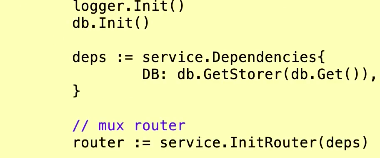 logger.Init()
db.Init()
deps := service.Dependencies{
DB: db.GetStorer(db.Get()),
}
// mux router
router := service.InitRouter(deps)